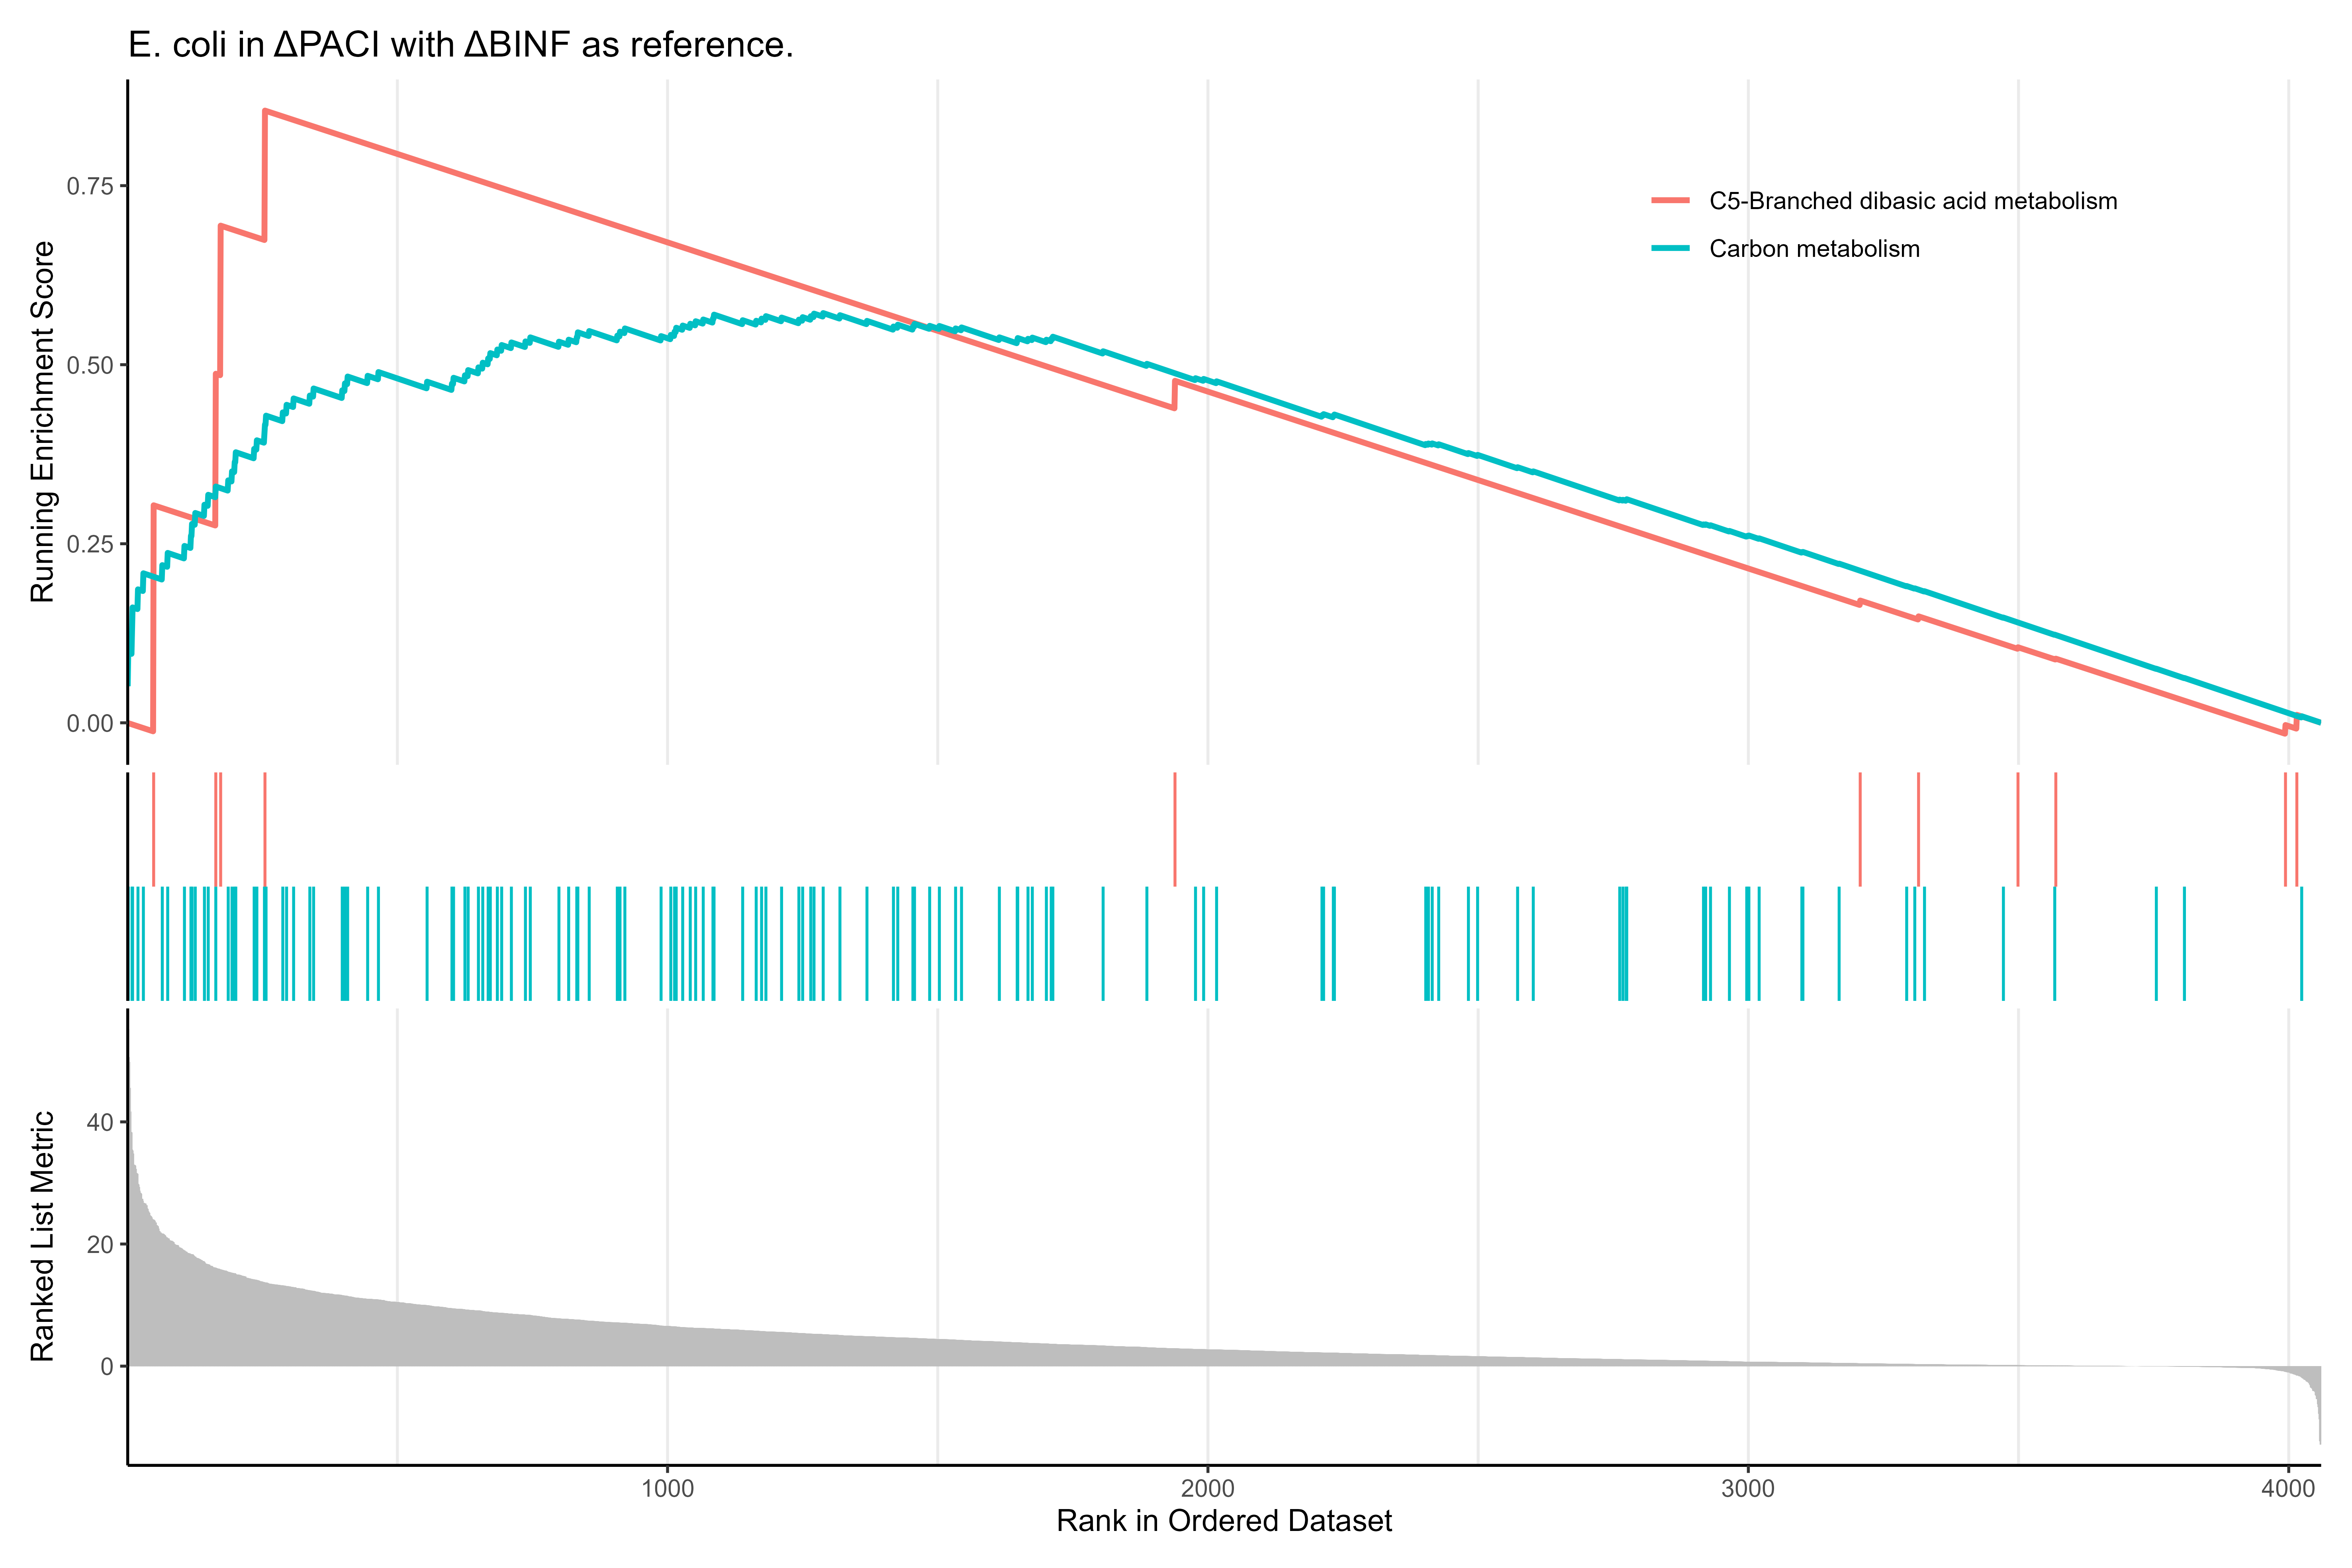 E. coli in ΔPACI with ΔBINF as reference.
Running Enrichment Score
0.75
0.50
0.25
0.00
C5-Branched dibasic acid metabolism
Carbon metabolism
Ranked List Metric
40
20
0
1000
2000
3000
4000
Rank in Ordered Dataset